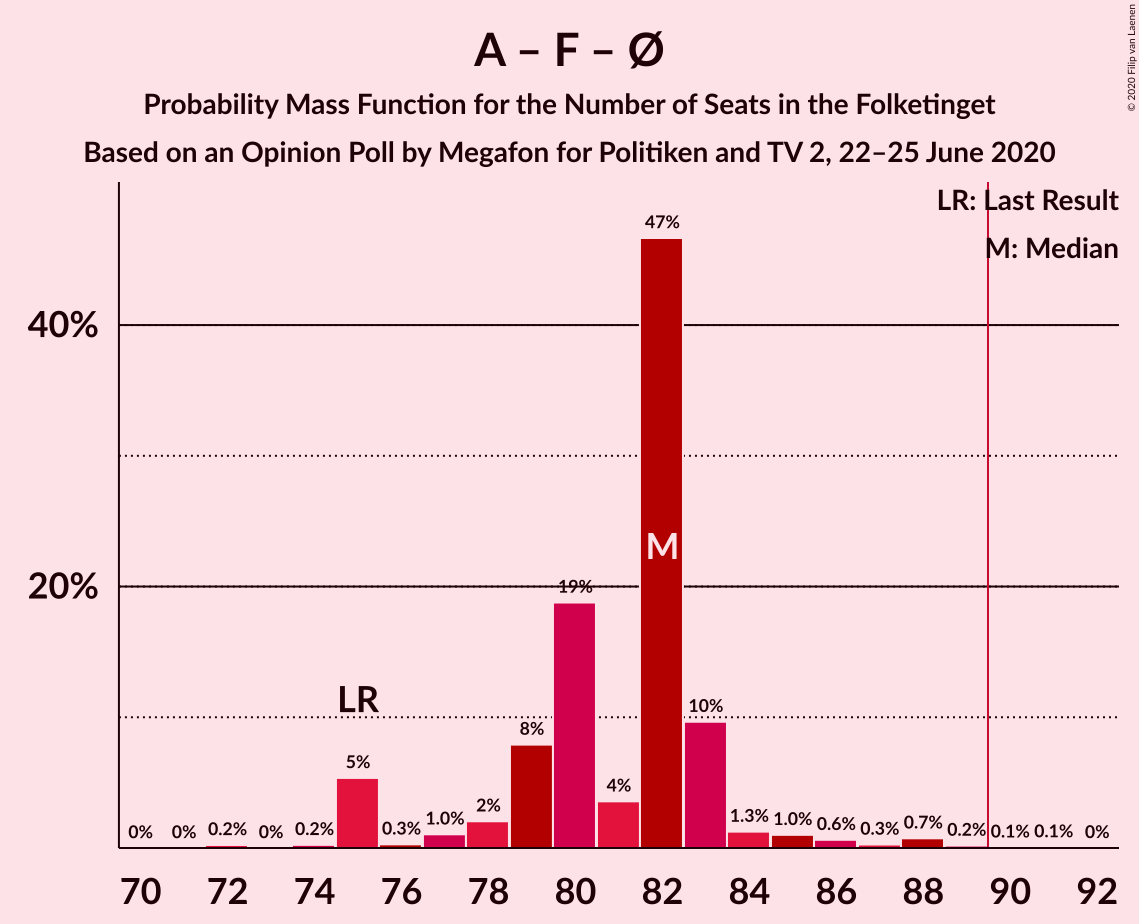 A – F – Ø
Probability Mass Function for the Number of Seats in the Folketinget
Based on an Opinion Poll by Megafon for Politiken and TV 2, 22–25 June 2020
© 2020 Filip van Laenen
LR: Last Result
M: Median
47%
40%
M
20%
19%
LR
10%
8%
5%
4%
2%
1.3%
1.0%
1.0%
0.7%
0.6%
0% 0% 0.2% 0% 0.2% 0.3% 0.3% 0.2% 0.1% 0.1% 0%
70 72 74 76 78 80 82 84 86 88 90 92